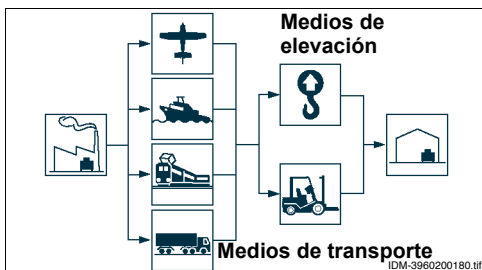 Medios de
elevación
Medios de transporte
IDM-3960200180.tif